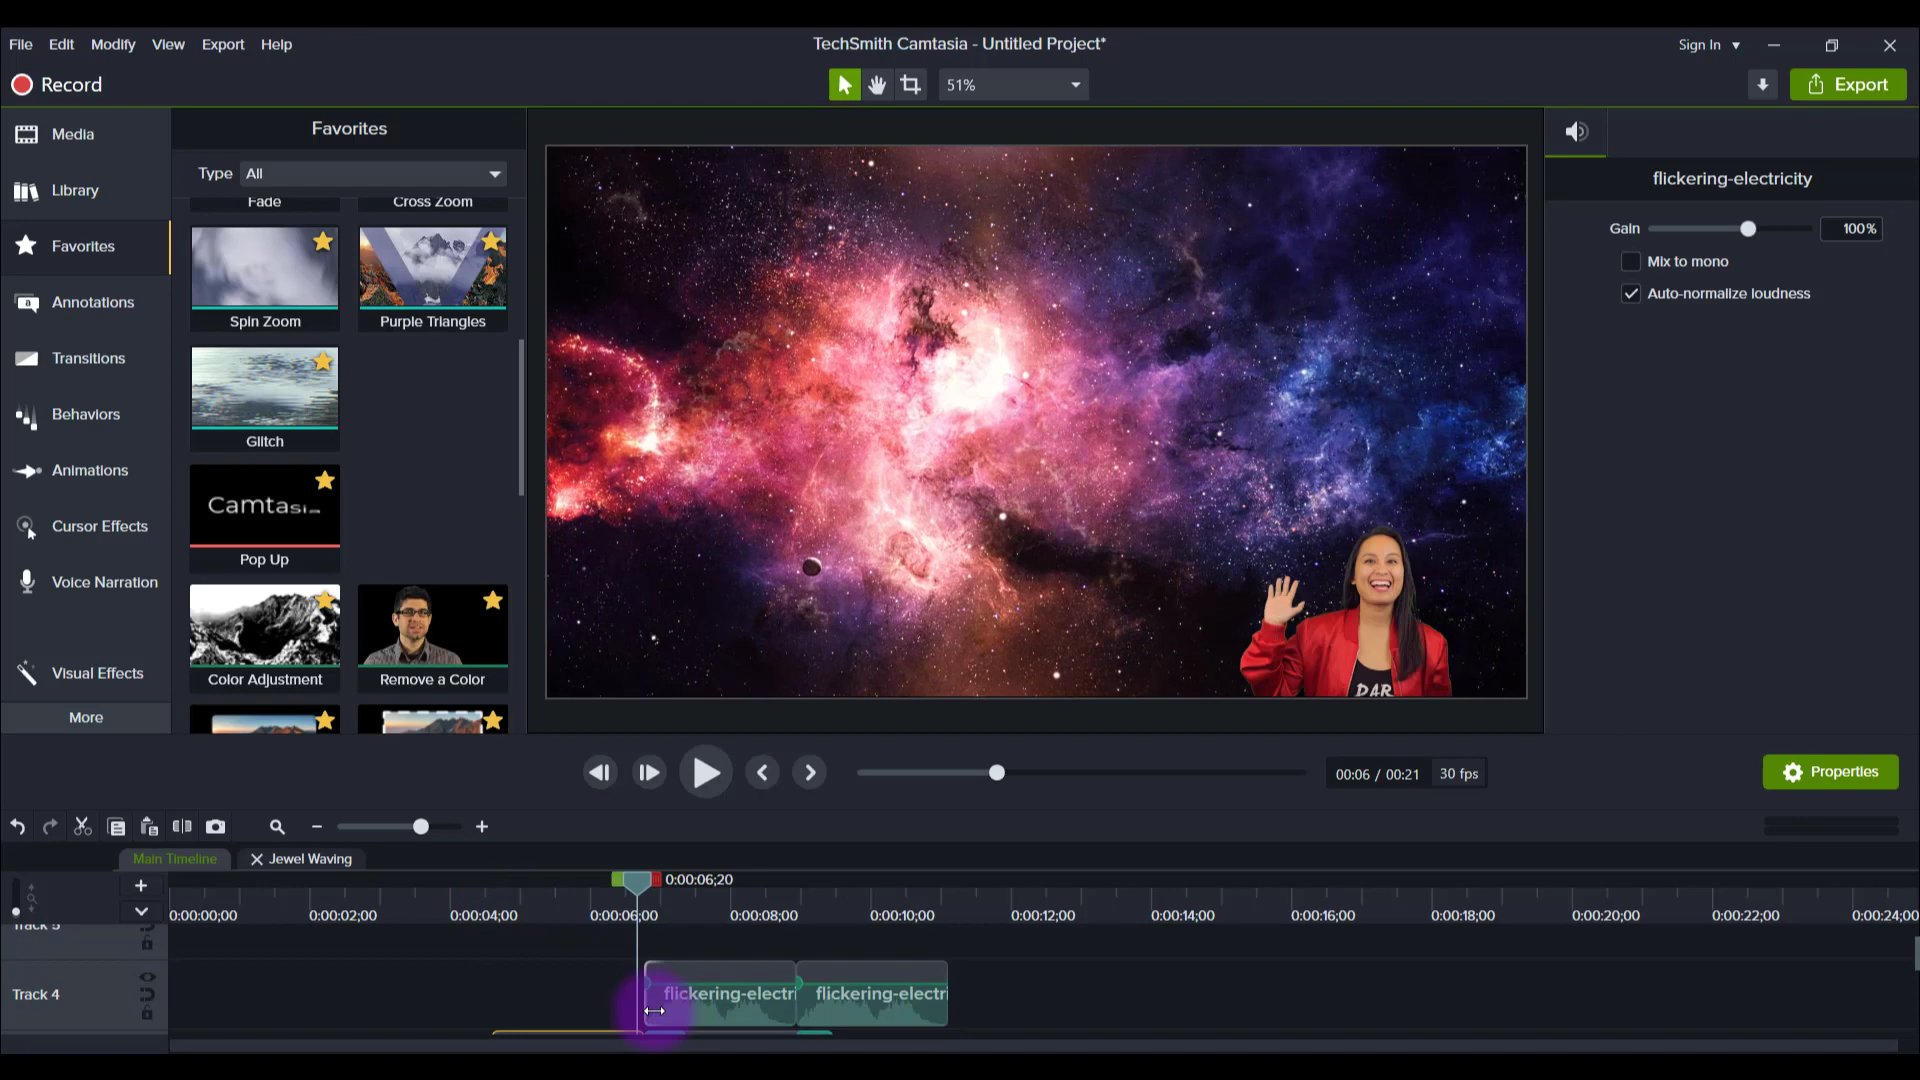 File Edit Modify View Export Help
TechSmith Camtasia - Untitled Project*
Sign In
Record
51%
Export
Media
Library
Favorites
Annotations
Transitions
Behaviors
Animations
Cursor Effects
Voice Narration
Visual Effects
More
Favorites
Type All
Fade Cross Zoom
Spin Zoom Purple Triangles
Glitch
Camtasia
Pop Up
Color Adjustment Remove a Color
DAR
flickering-electricity
Gain 100%
Mix to mono
Auto-normalize loudness
00:06 / 00:21 30 fps
Properties
Main Timeline Jewel Waving
0:00:06;20
0:00:00;00 0:00:02;00 0:00:04;00 0:00:06;00 0:00:08;00 0:00:10;00 0:00:12;00 0:00:14;00 0:00:16;00 0:00:18;00 0:00:20;00 0:00:22;00 0:00:24;00
Track 5
Track 4
flickering-electri flickering-electri